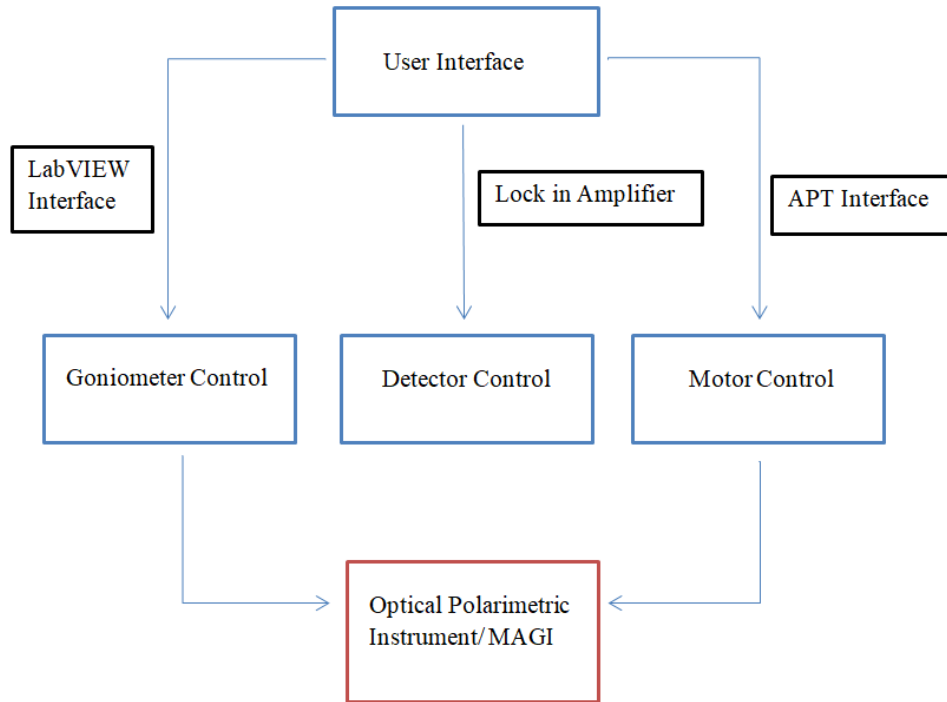 User Interface
LabVIEW
Interface
Lock in Amplifier
APT Interface
Goniometer Control
Detector Control
Motor Control
Optical Polarimetric
Instrument/ MAGI